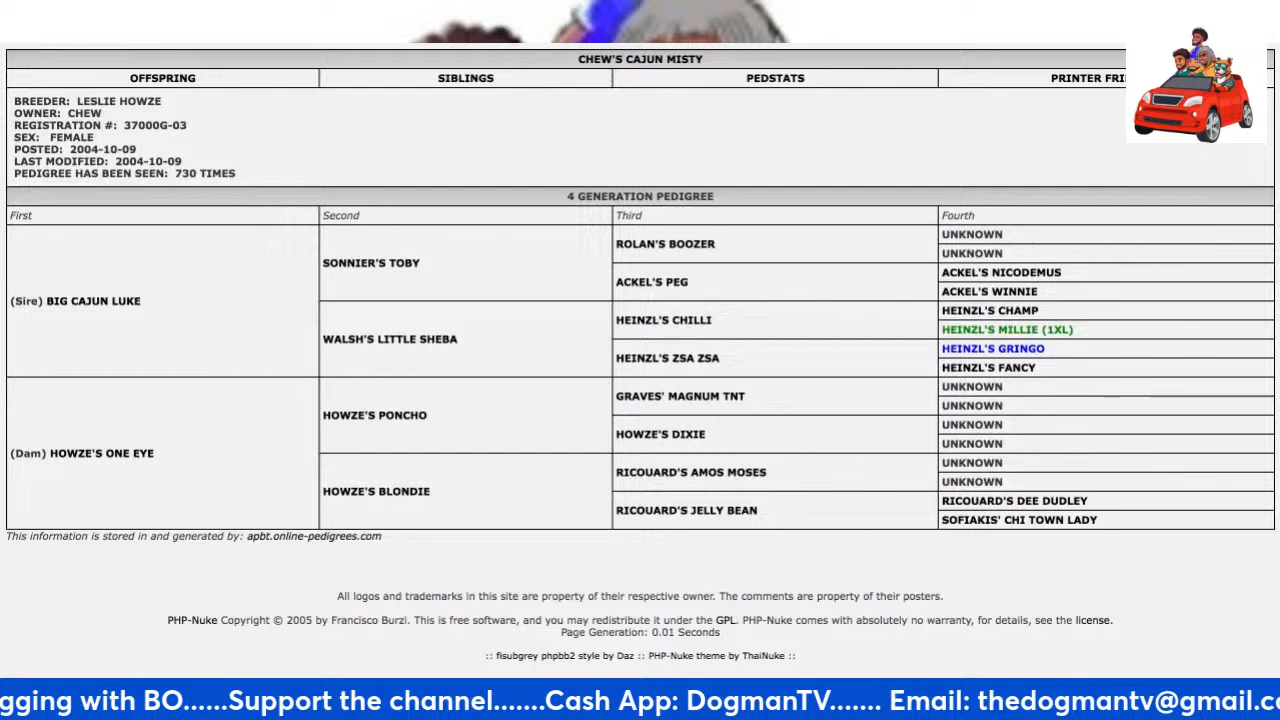 CHEW'S CAJUN MISTY
OFFSPRING SIBLINGS PEDSTATS PRINTER FRI
BREEDER: LESLIE HOWZE
OWNER: CHEW
REGISTRATION #: 37000G-03
SEX: FEMALE
POSTED: 2004-10-09
LAST MODIFIED: 2004-10-09
PEDIGREE HAS BEEN SEEN: 730 TIMES
4 GENERATION PEDIGREE
First Second Third Fourth
(Sire) BIG CAJUN LUKE
SONNIER'S TOBY
WALSH'S LITTLE SHEBA
ROLAN'S BOOZER
ACKEL'S PEG
HEINZL'S CHILLI
HEINZL'S ZSA ZSA
UNKNOWN
UNKNOWN
ACKEL'S NICODEMUS
ACKEL'S WINNIE
HEINZL'S CHAMP
HEINZL'S MILLIE (1XL)
HEINZL'S GRINGO
HEINZL'S FANCY
(Dam) HOWZE'S ONE EYE
HOWZE'S PONCHO
HOWZE'S BLONDIE
GRAVES' MAGNUM TNT
HOWZE'S DIXIE
RICOUARD'S AMOS MOSES
RICOUARD'S JELLY BEAN
UNKNOWN
UNKNOWN
UNKNOWN
UNKNOWN
UNKNOWN
UNKNOWN
RICOUARD'S DEE DUDLEY
SOFIAKIS' CHI TOWN LADY
This information is stored in and generated by: apbt.online-pedigrees.com
All logos and trademarks in this site are property of their respective owner. The comments are property of their posters.
PHP-Nuke Copyright © 2005 by Francisco Burzi. This is free software, and you may redistribute it under the GPL. PHP-Nuke comes with absolutely no warranty, for details, see the license.
Page Generation: 0.01 Seconds
:: fisubgrey phpbb2 style by Daz :: PHP-Nuke theme by ThaiNuke ::
gging with BO......Support the channel.......Cash App: DogmanTV....... Email: thedogmantv@gmail.co